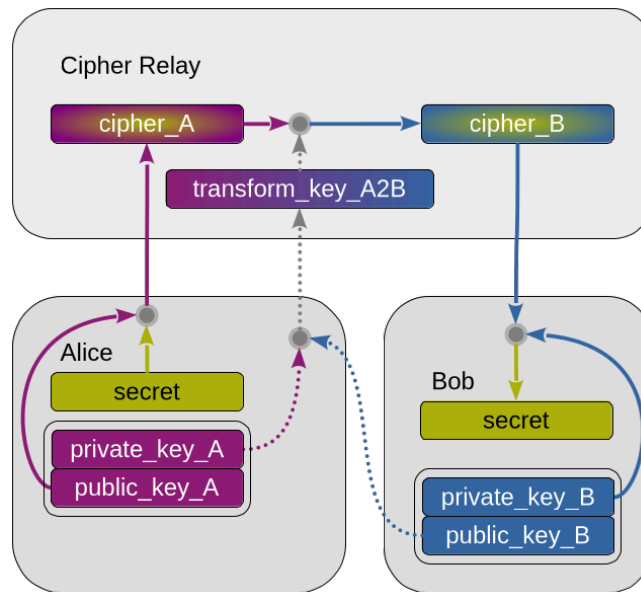 Cipher Relay
cipher_A
cipher_B
transform_key_A2B
Alice
secret
private_key_A
public_key_A
Bob
secret
private_key_B
public_key_B